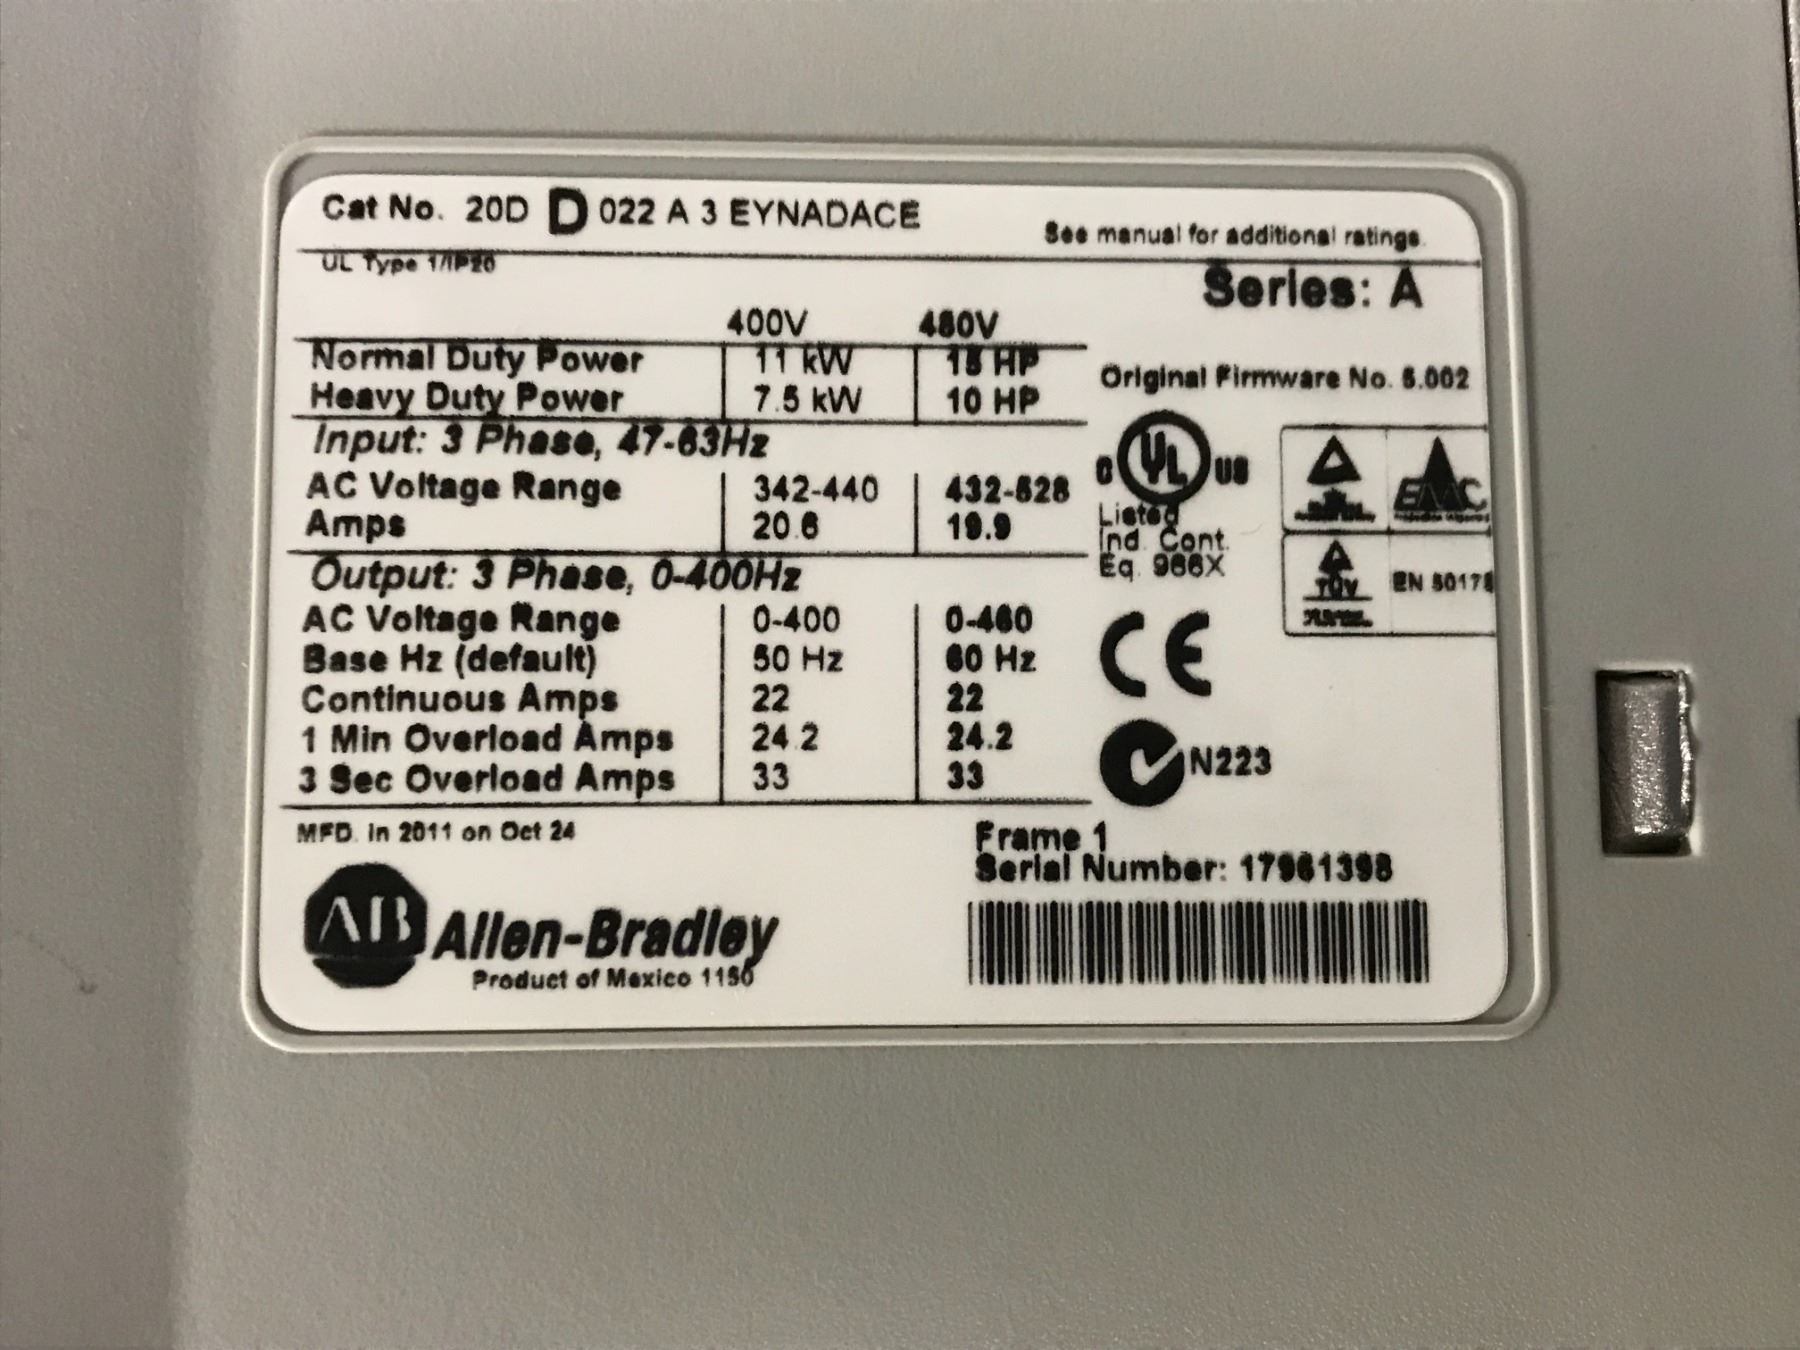 Cat No. 20D D 022 A 3 EYNADACE
See manual for additional ratings.
UL Type 1/IP20
Series: A
400V 480V
Normal Duty Power 11 kW 15 HP
Heavy Duty Power 7.5 kW 10 HP
Original Firmware No. 5.002
Input: 3 Phase, 47-63Hz
AC Voltage Range 342-440 432-528
Amps 20.6 19.9
C UL US
Listed
Ind. Cont.
Eq. 966X
EMC
TÜV
EN 50178
Output: 3 Phase, 0-400Hz
AC Voltage Range 0-400 0-460
Base Hz (default) 50 Hz 60 Hz
Continuous Amps 22 22
1 Min Overload Amps 24.2 24.2
3 Sec Overload Amps 33 33
CE
N223
MFD. in 2011 on Oct 24
Frame 1
Serial Number: 17961398
AB Allen-Bradley
Product of Mexico 1150